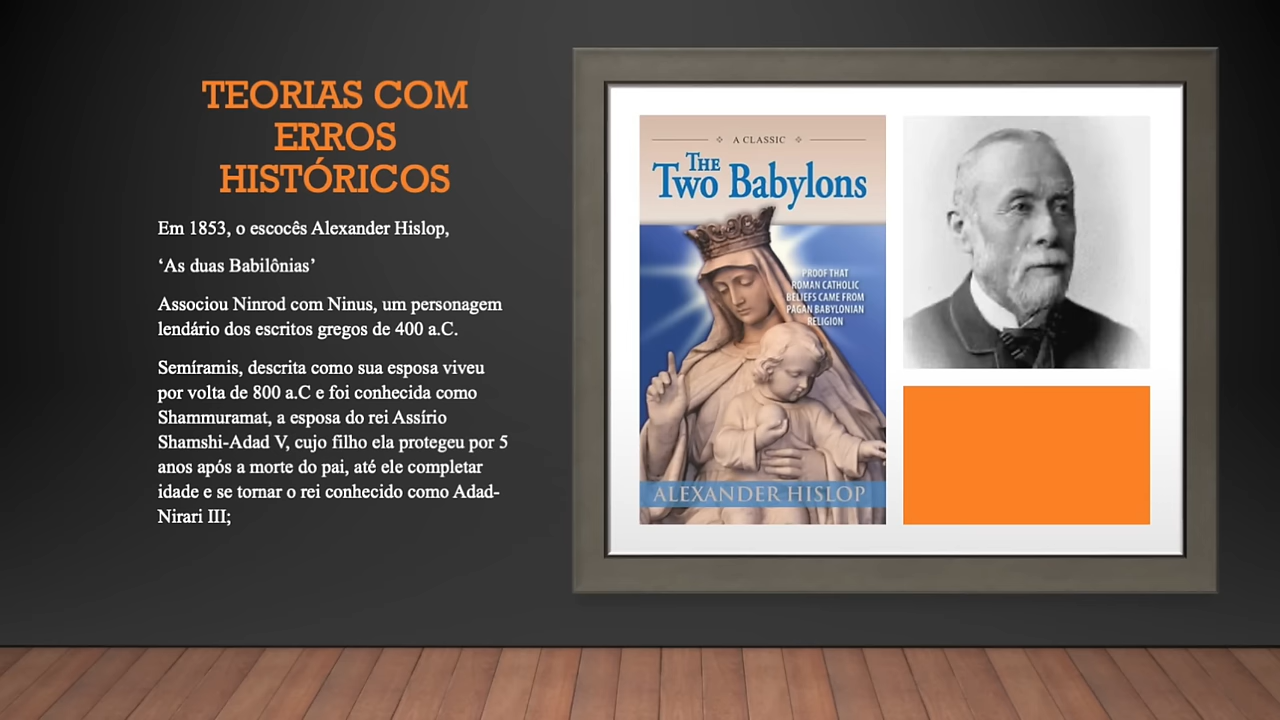 TEORIAS COM
ERROS
HISTÓRICOS
Em 1853, o escocês Alexander Hislop,
‘As duas Babilônias’
Associou Ninrod com Ninus, um personagem
lendário dos escritos gregos de 400 a.C.
Semíramis, descrita como sua esposa viveu
por volta de 800 a.C e foi conhecida como
Shammuramat, a esposa do rei Assírio
Shamshi-Adad V, cujo filho ela protegeu por 5
anos após a morte do pai, até ele completar
idade e se tornar o rei conhecido como Adad-
Nirari III;
A CLASSIC
THE
Two Babylons
PROOF THAT
ROMAN CATHOLIC
BELIEFS CAME FROM
PAGAN BABYLONIAN
RELIGION
ALEXANDER HISLOP